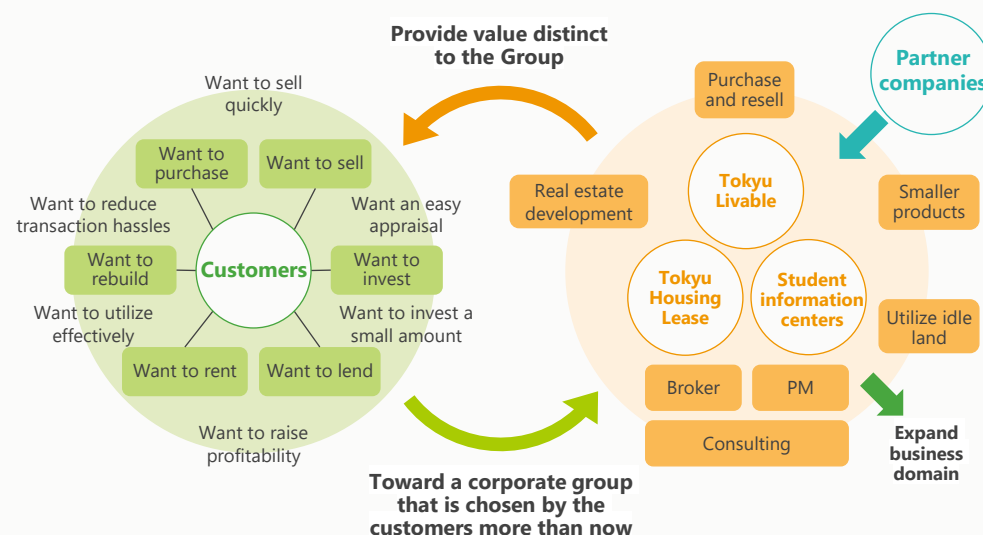 Provide value distinct
to the Group
Partner
companies
Want to sell
quickly
Purchase
and resell
Want to
purchase
Want to sell
Tokyu
Livable
Real estate
development
Smaller
products
Want to reduce
transaction hassles
Want an easy
appraisal
Customers
Want to
rebuild
Want to
invest
Tokyu
Housing
Lease
Student
information
centers
Want to utilize
effectively
Want to invest a
small amount
Utilize idle
land
Want to rent
Want to lend
Broker
PM
Want to raise
profitability
Consulting
Expand
business
domain
Toward a corporate group
that is chosen by the
customers more than now